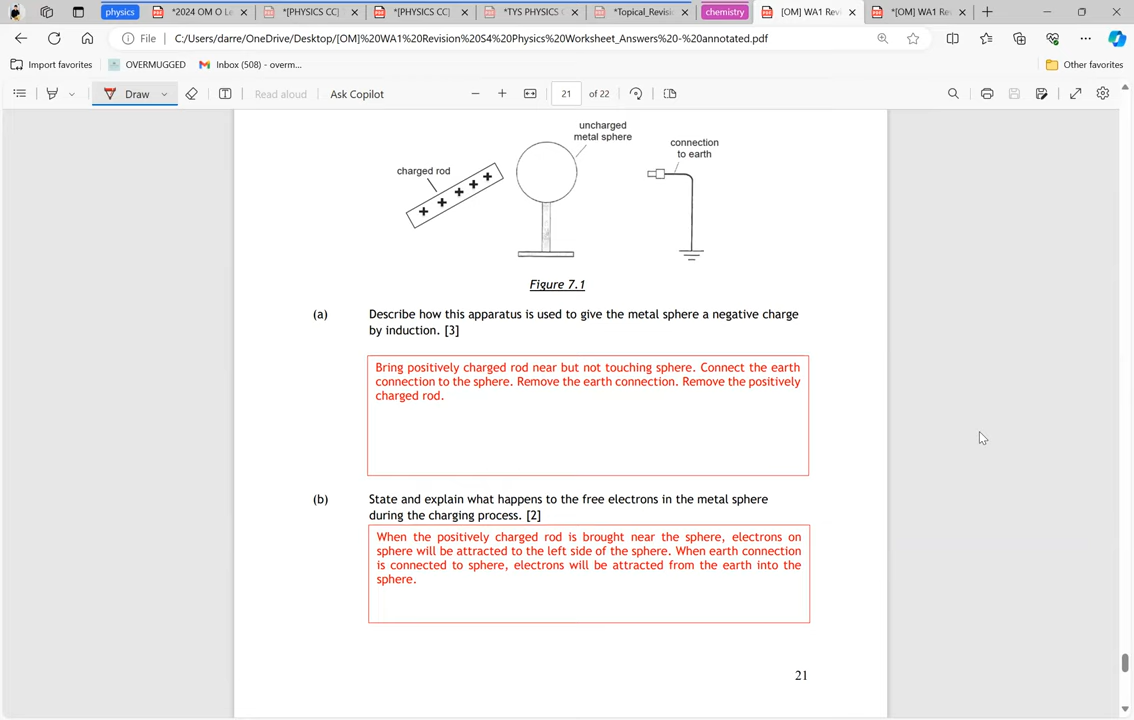 physics
*2024 OM O Le
*[PHYSICS CC]
*[PHYSICS CC]
*TYS PHYSICS C
*Topical_Revisi
chemistry
[OM] WA1 Revi
*[OM] WA1 Rev
File
C:/Users/darre/OneDrive/Desktop/[OM]%20WA1%20Revision%20S4%20Physics%20Worksheet_Answers%20-%20annotated.pdf
Import favorites
OVERMUGGED
Inbox (508) - overm...
Other favorites
Draw
Read aloud
Ask Copilot
21
of 22
uncharged
metal sphere
connection
to earth
charged rod
+ + + + +
Figure 7.1
(a) Describe how this apparatus is used to give the metal sphere a negative charge
by induction. [3]
Bring positively charged rod near but not touching sphere. Connect the earth
connection to the sphere. Remove the earth connection. Remove the positively
charged rod.
(b) State and explain what happens to the free electrons in the metal sphere
during the charging process. [2]
When the positively charged rod is brought near the sphere, electrons on
sphere will be attracted to the left side of the sphere. When earth connection
is connected to sphere, electrons will be attracted from the earth into the
sphere.
21